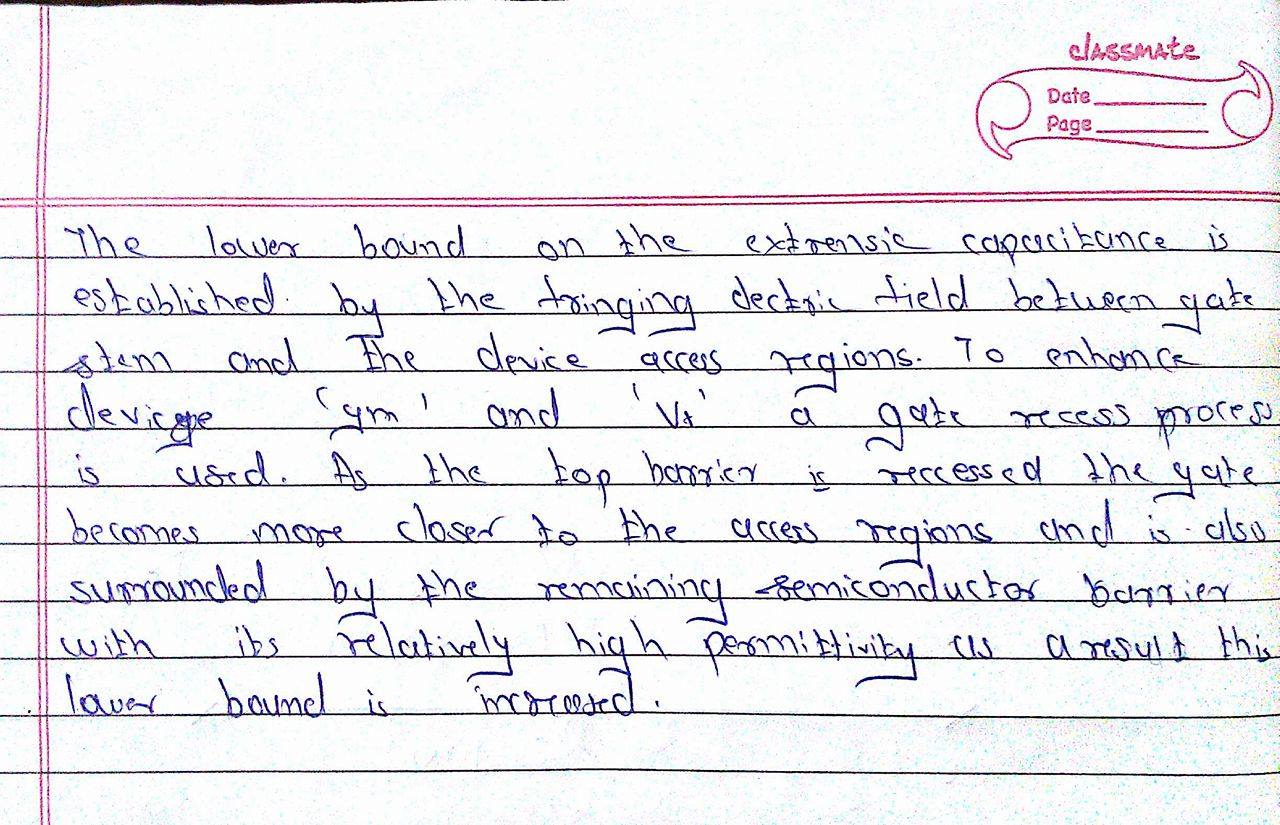 classmate
Date
Page
The lower bound on the extrensic capacitance is
established by the fringing electric field between gate
stem and the device access regions. To enhance
device 'gm' and 'Vt' a gate recess process
is used. As the top barrier is reccessed the gate
becomes more closer to the access regions and is also
surrounded by the remaining semiconductor barrier
with its relatively high permittivity as a result this
lower bound is increased.